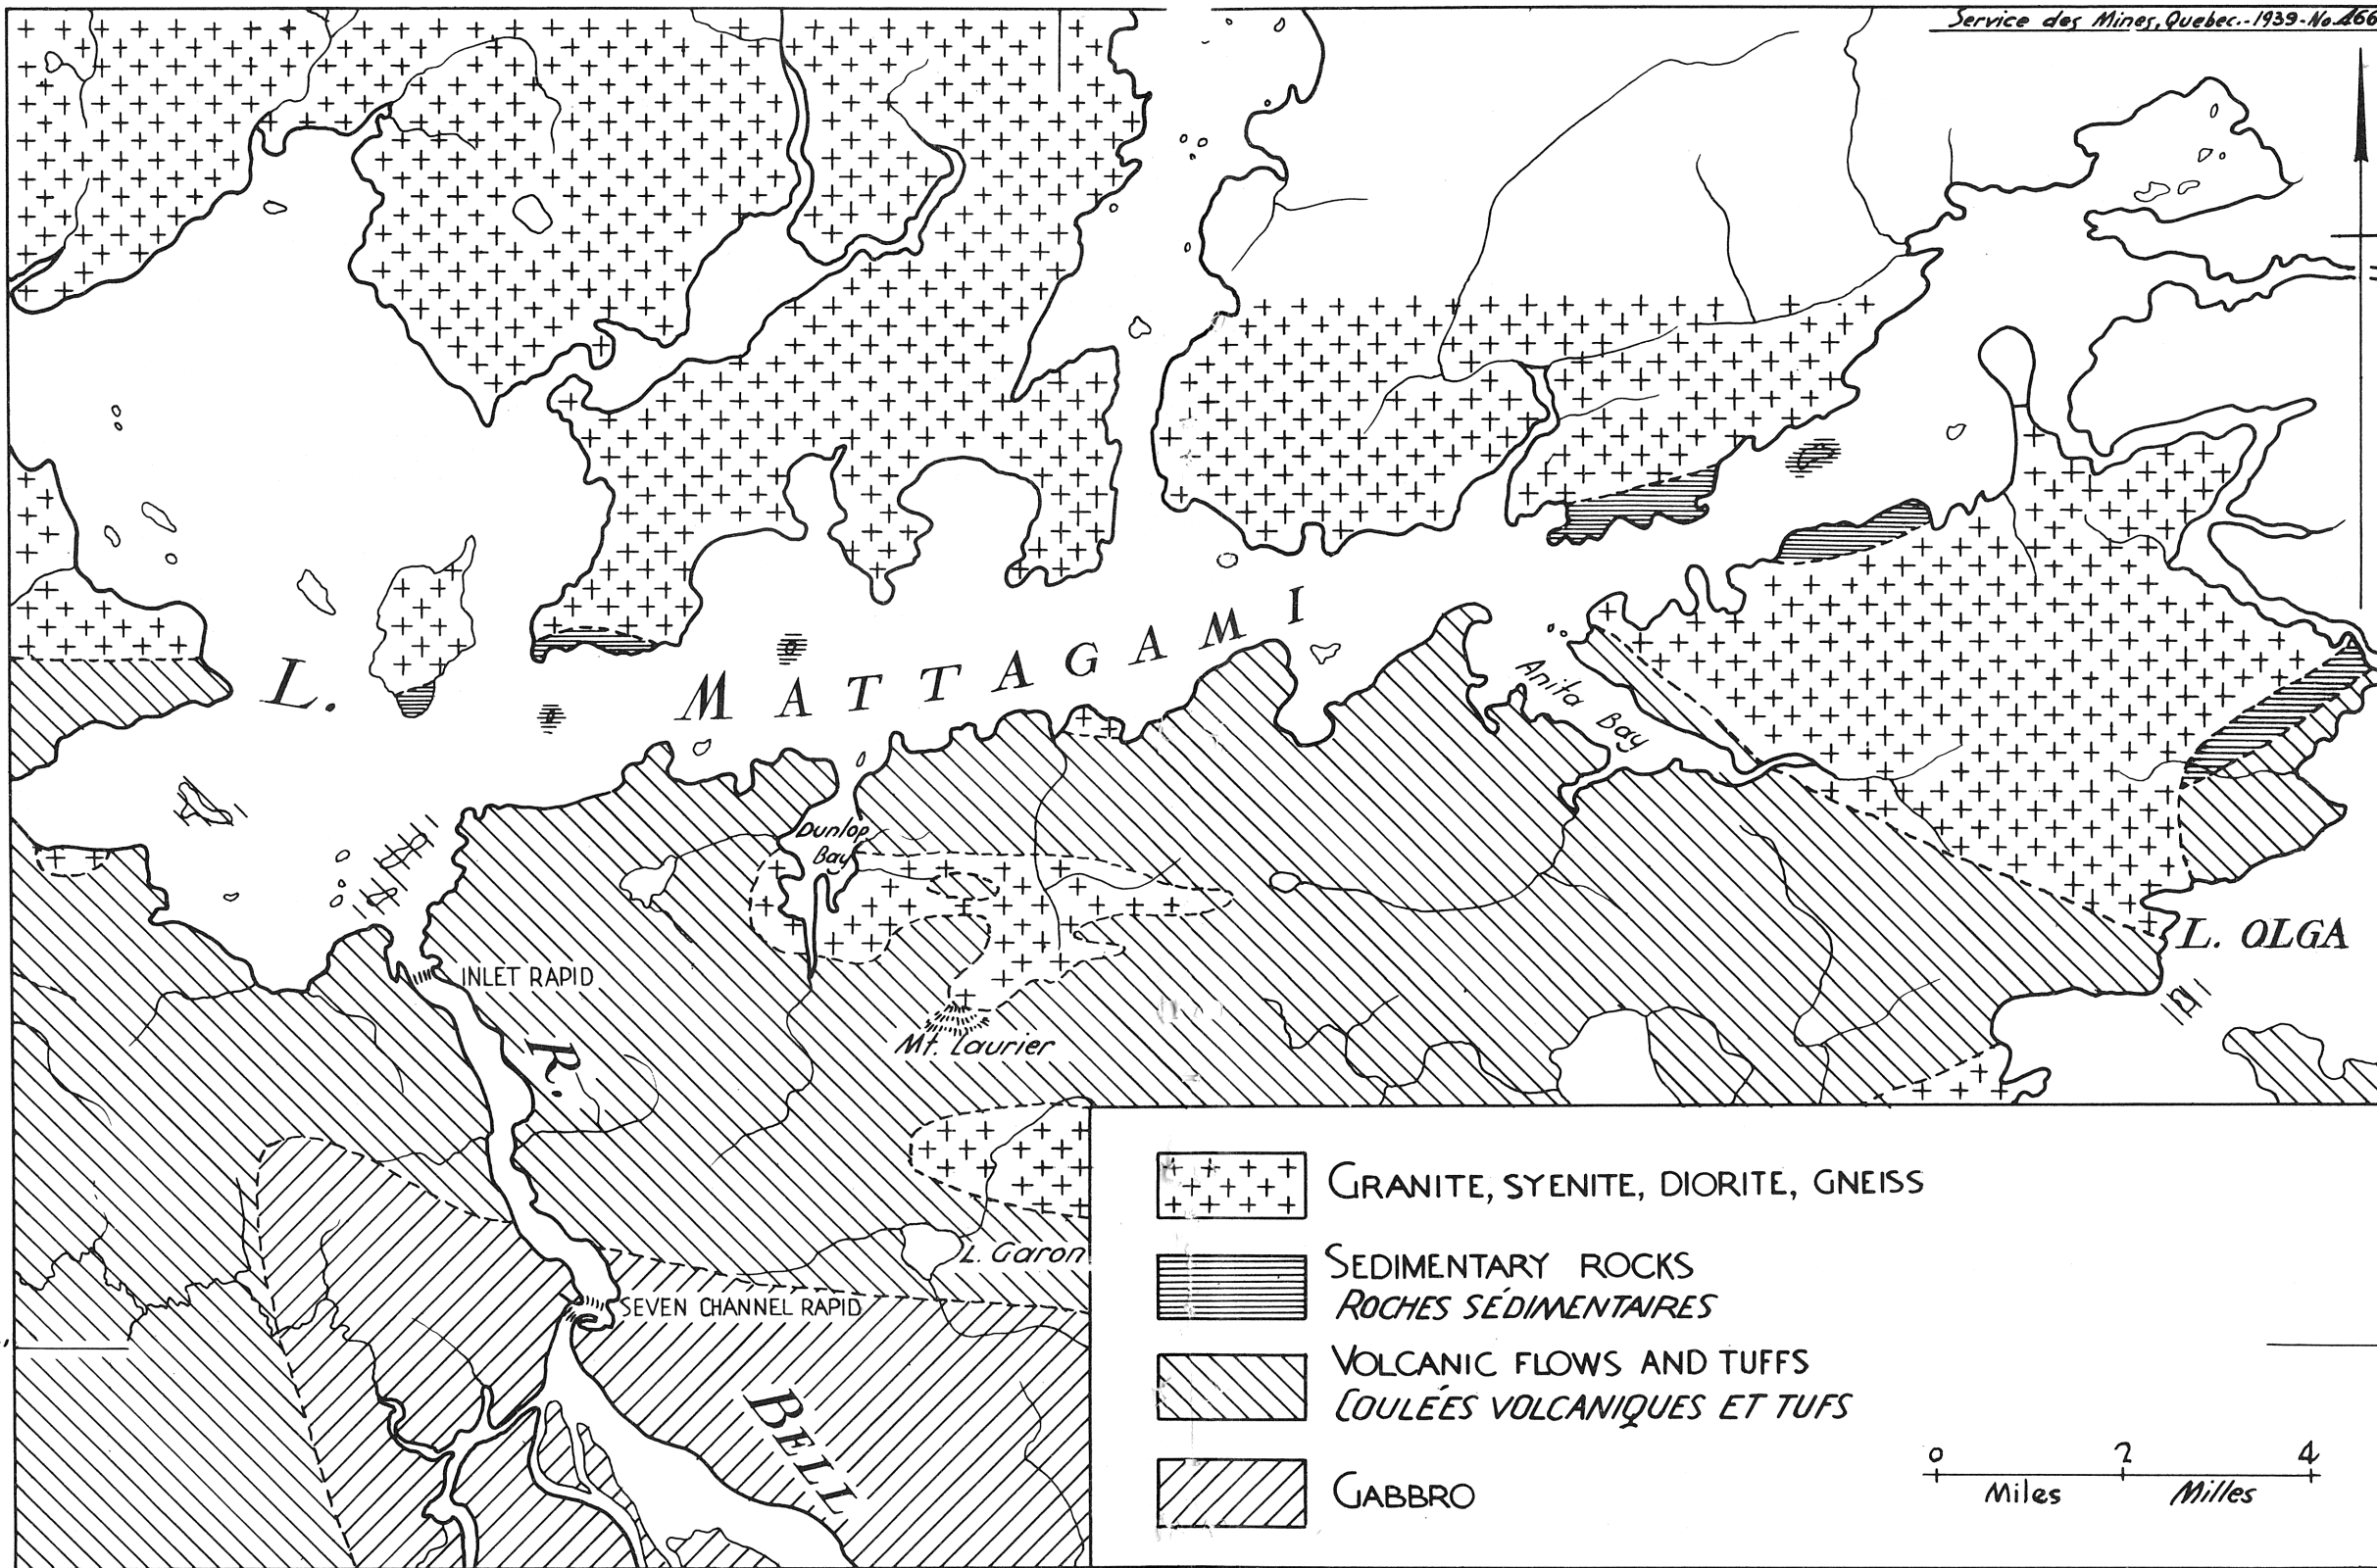 Service des Mines, Quebec.-1939-No.466
L. MATTAGAMI
Anita Bay
Dunlop
Bay
L. OLGA
INLET RAPID
R.
Mt. Laurier
L. Garon
SEVEN CHANNEL RAPID
BELL
GRANITE, SYENITE, DIORITE, GNEISS
SEDIMENTARY ROCKS
ROCHES SÉDIMENTAIRES
VOLCANIC FLOWS AND TUFFS
COULÉES VOLCANIQUES ET TUFS
GABBRO
0 2 4
Miles Milles